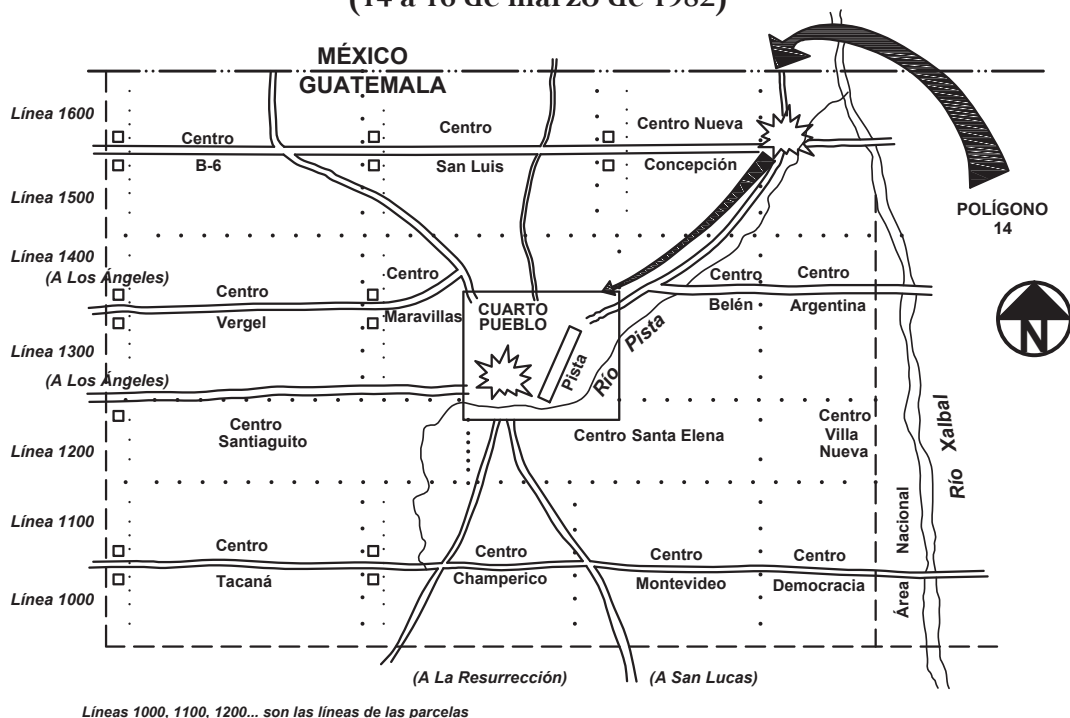 (14 a 16 de marzo de 1982)
MÉXICO
GUATEMALA
Línea 1600
Centro
Centro
Centro Nueva
B-6
San Luis
Concepción
Línea 1500
POLÍGONO
14
Línea 1400
(A Los Ángeles)
Centro
Centro
Centro
Centro
Vergel
Maravillas
CUARTO
PUEBLO
Belén
Argentina
N
Línea 1300
Pista
Río Pista
(A Los Ángeles)
Centro
Santiaguito
Centro Santa Elena
Centro
Villa
Nueva
Río Xalbal
Línea 1200
Área Nacional
Línea 1100
Centro
Centro
Centro
Centro
Tacaná
Champerico
Montevideo
Democracia
Línea 1000
(A La Resurrección)
(A San Lucas)
Líneas 1000, 1100, 1200... son las líneas de las parcelas